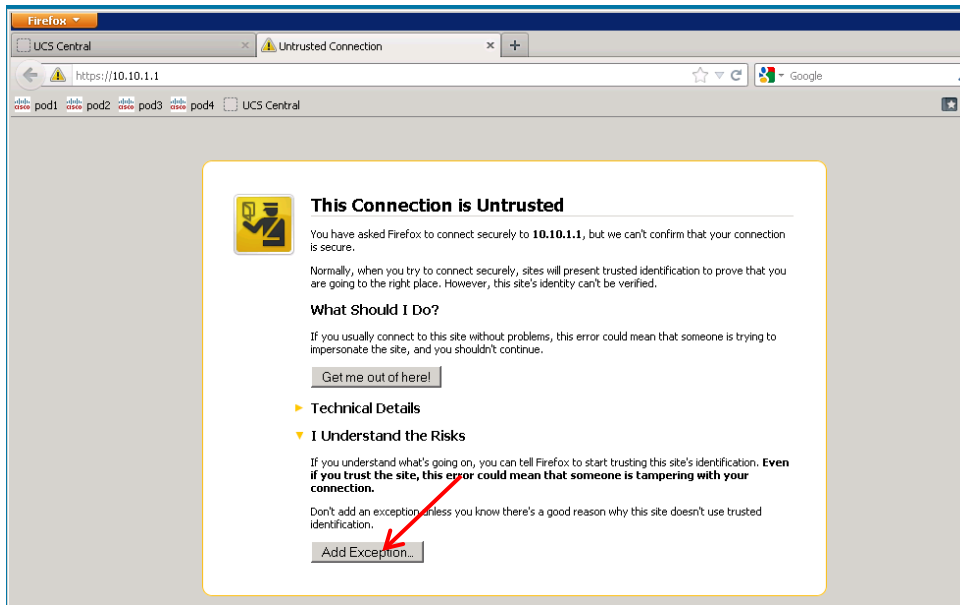 Firefox
UCS Central
Untrusted Connection
https://10.10.1.1
Google
cisco pod1 cisco pod2 cisco pod3 cisco pod4 UCS Central
This Connection is Untrusted
You have asked Firefox to connect securely to 10.10.1.1, but we can't confirm that your connection
is secure.
Normally, when you try to connect securely, sites will present trusted identification to prove that you
are going to the right place. However, this site's identity can't be verified.
What Should I Do?
If you usually connect to this site without problems, this error could mean that someone is trying to
impersonate the site, and you shouldn't continue.
Get me out of here!
Technical Details
I Understand the Risks
If you understand what's going on, you can tell Firefox to start trusting this site's identification. Even
if you trust the site, this error could mean that someone is tampering with your
connection.
Don't add an exception unless you know there's a good reason why this site doesn't use trusted
identification.
Add Exception...